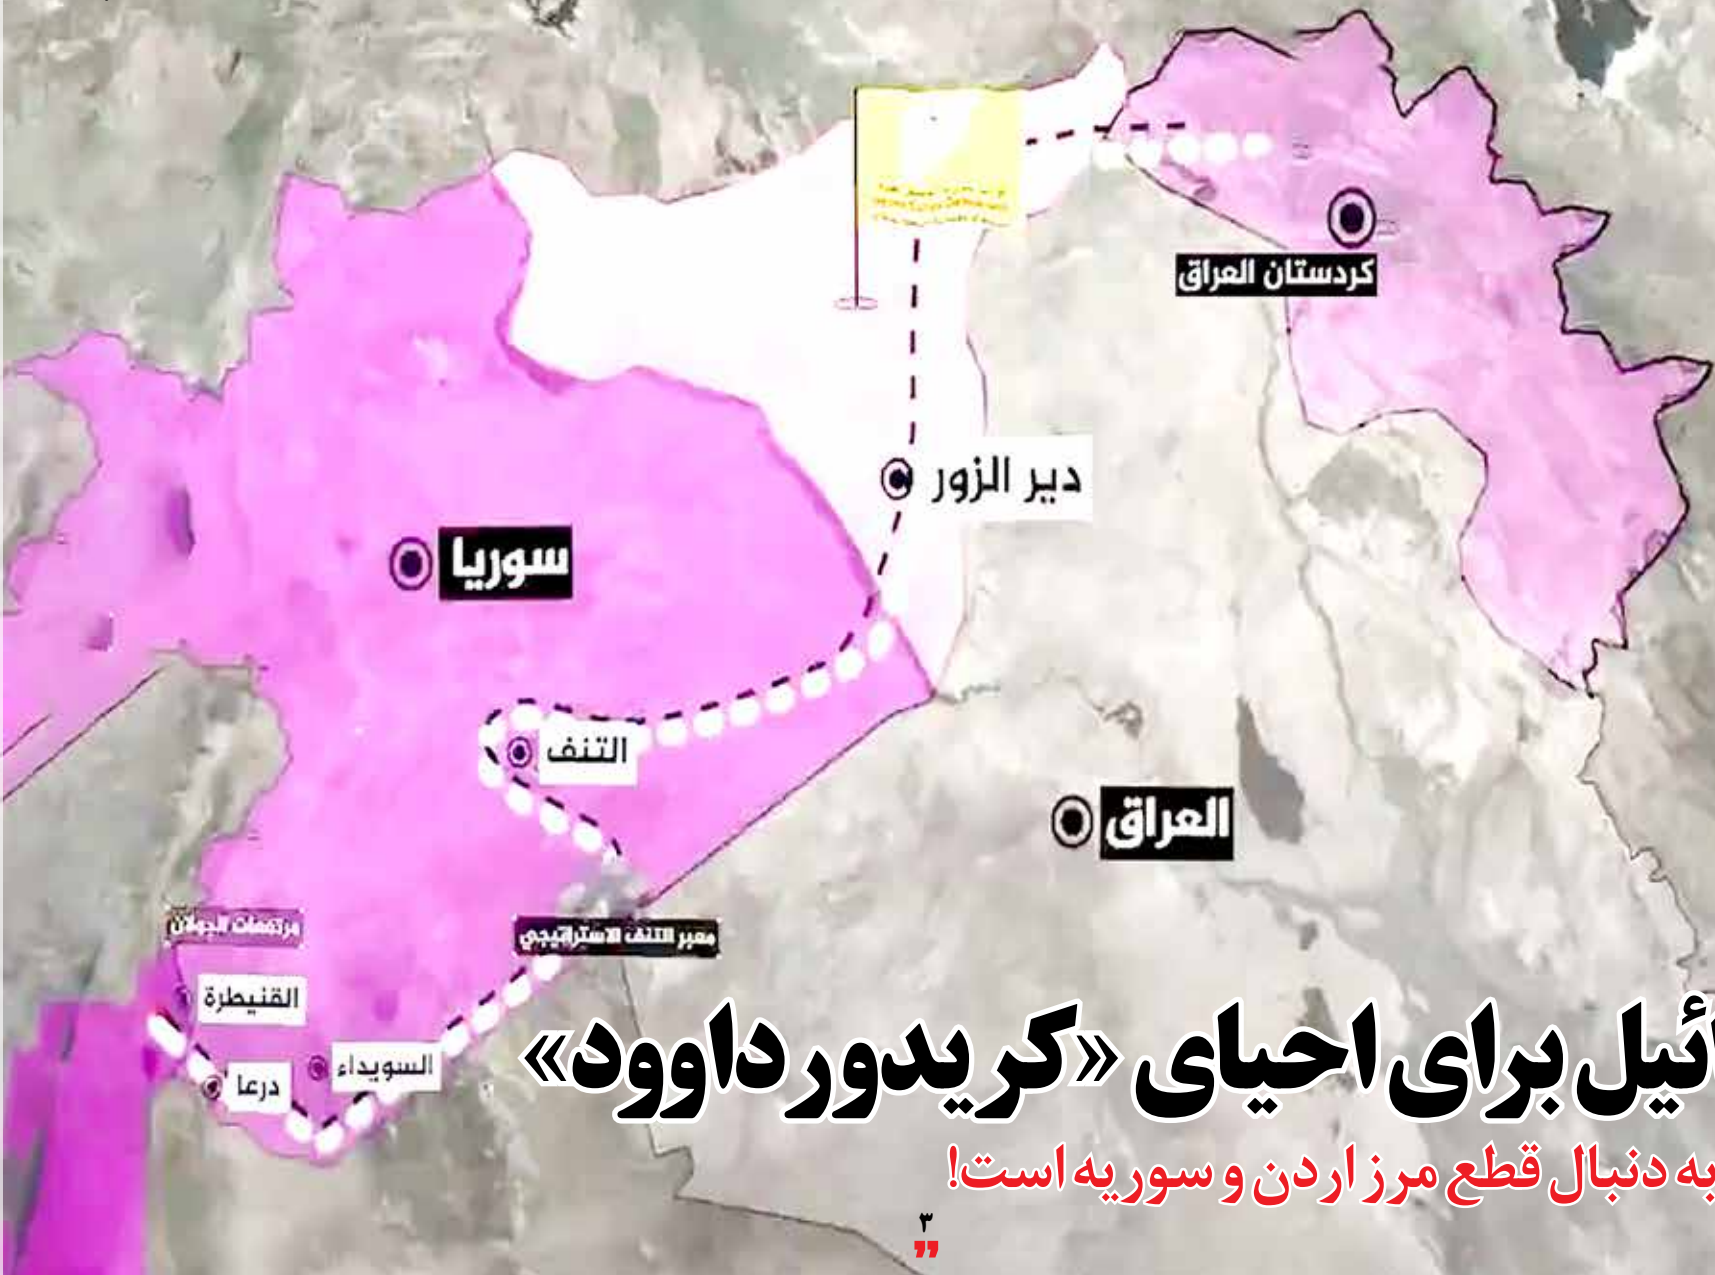 كردستان العراق
دير الزور
سوريا
التنف
العراق
مرتفعات الجولان
معبر التنف الاستراتيجي
القنيطرة
السويداء
درعا
برای احیای «کریدور داوود»
به دنبال قطع مرز اردن و سوریه است!
۳